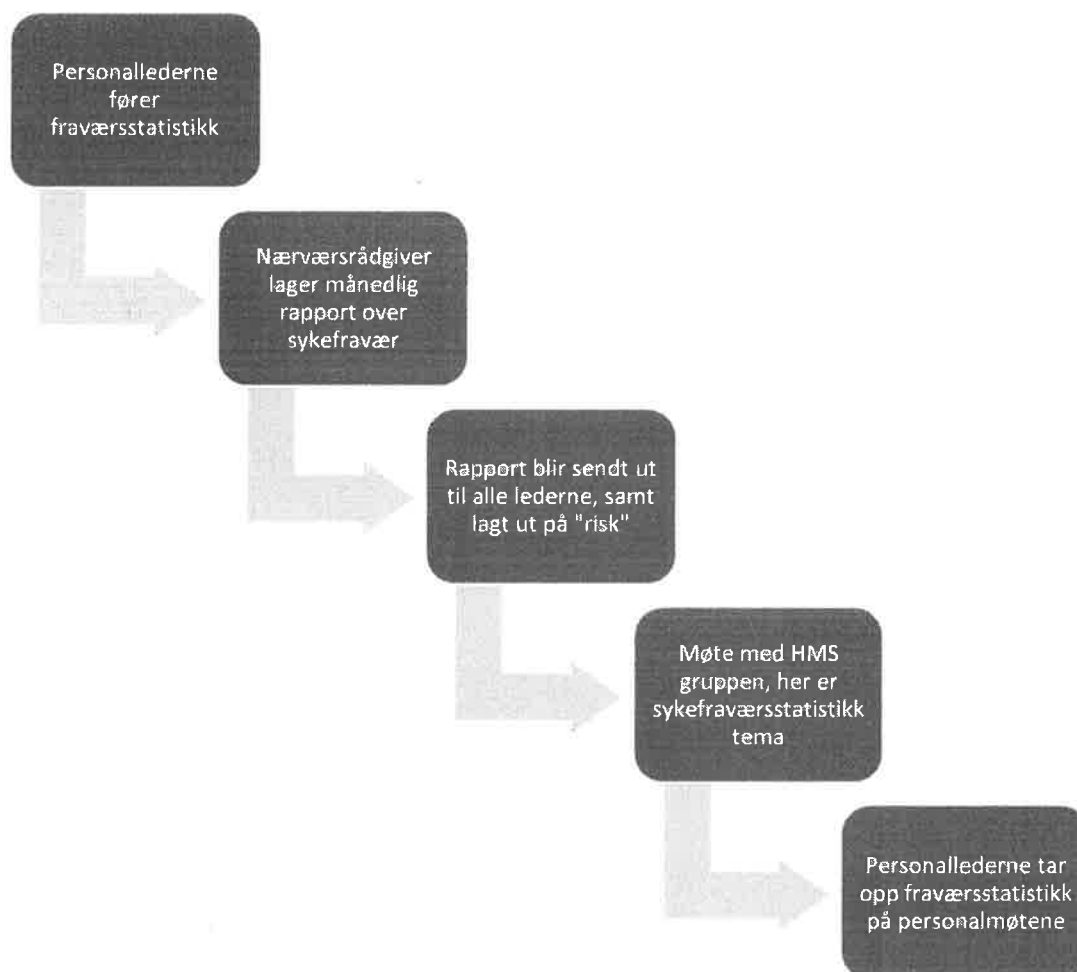 Personallederne
fører
fraværsstatistikk
Nærværsrådgiver
lager månedlig
rapport over
sykefravær
Rapport blir sendt ut
til alle lederne, samt
lagt ut på "risk"
Møte med HMS
gruppen, her er
sykefraværsstatistikk
tema
Personallederne tar
opp fraværsstatistikk
på personalmøtene